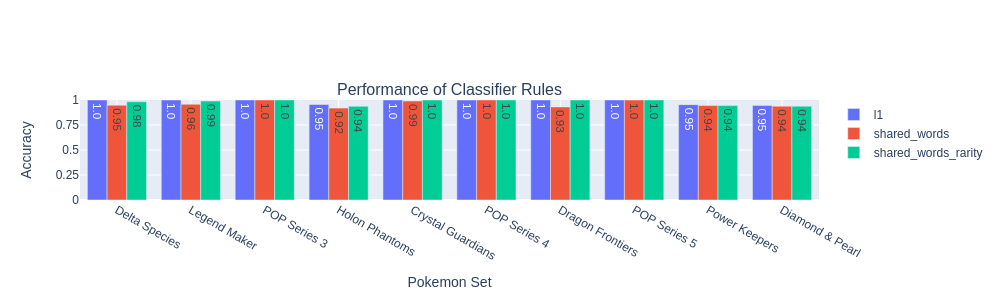 Performance of Classifier Rules
Accuracy
1
0.75
0.5
0.25
0
1.0 0.95 0.98
1.0 0.96 0.99
1.0 1.0 1.0
0.95 0.92 0.94
1.0 0.99 1.0
1.0 1.0 1.0
1.0 0.93 1.0
1.0 1.0 1.0
0.95 0.94 0.94
0.95 0.94 0.94
Delta Species
Legend Maker
POP Series 3
Holon Phantoms
Crystal Guardians
POP Series 4
Dragon Frontiers
POP Series 5
Power Keepers
Diamond & Pearl
Pokemon Set
l1
shared_words
shared_words_rarity